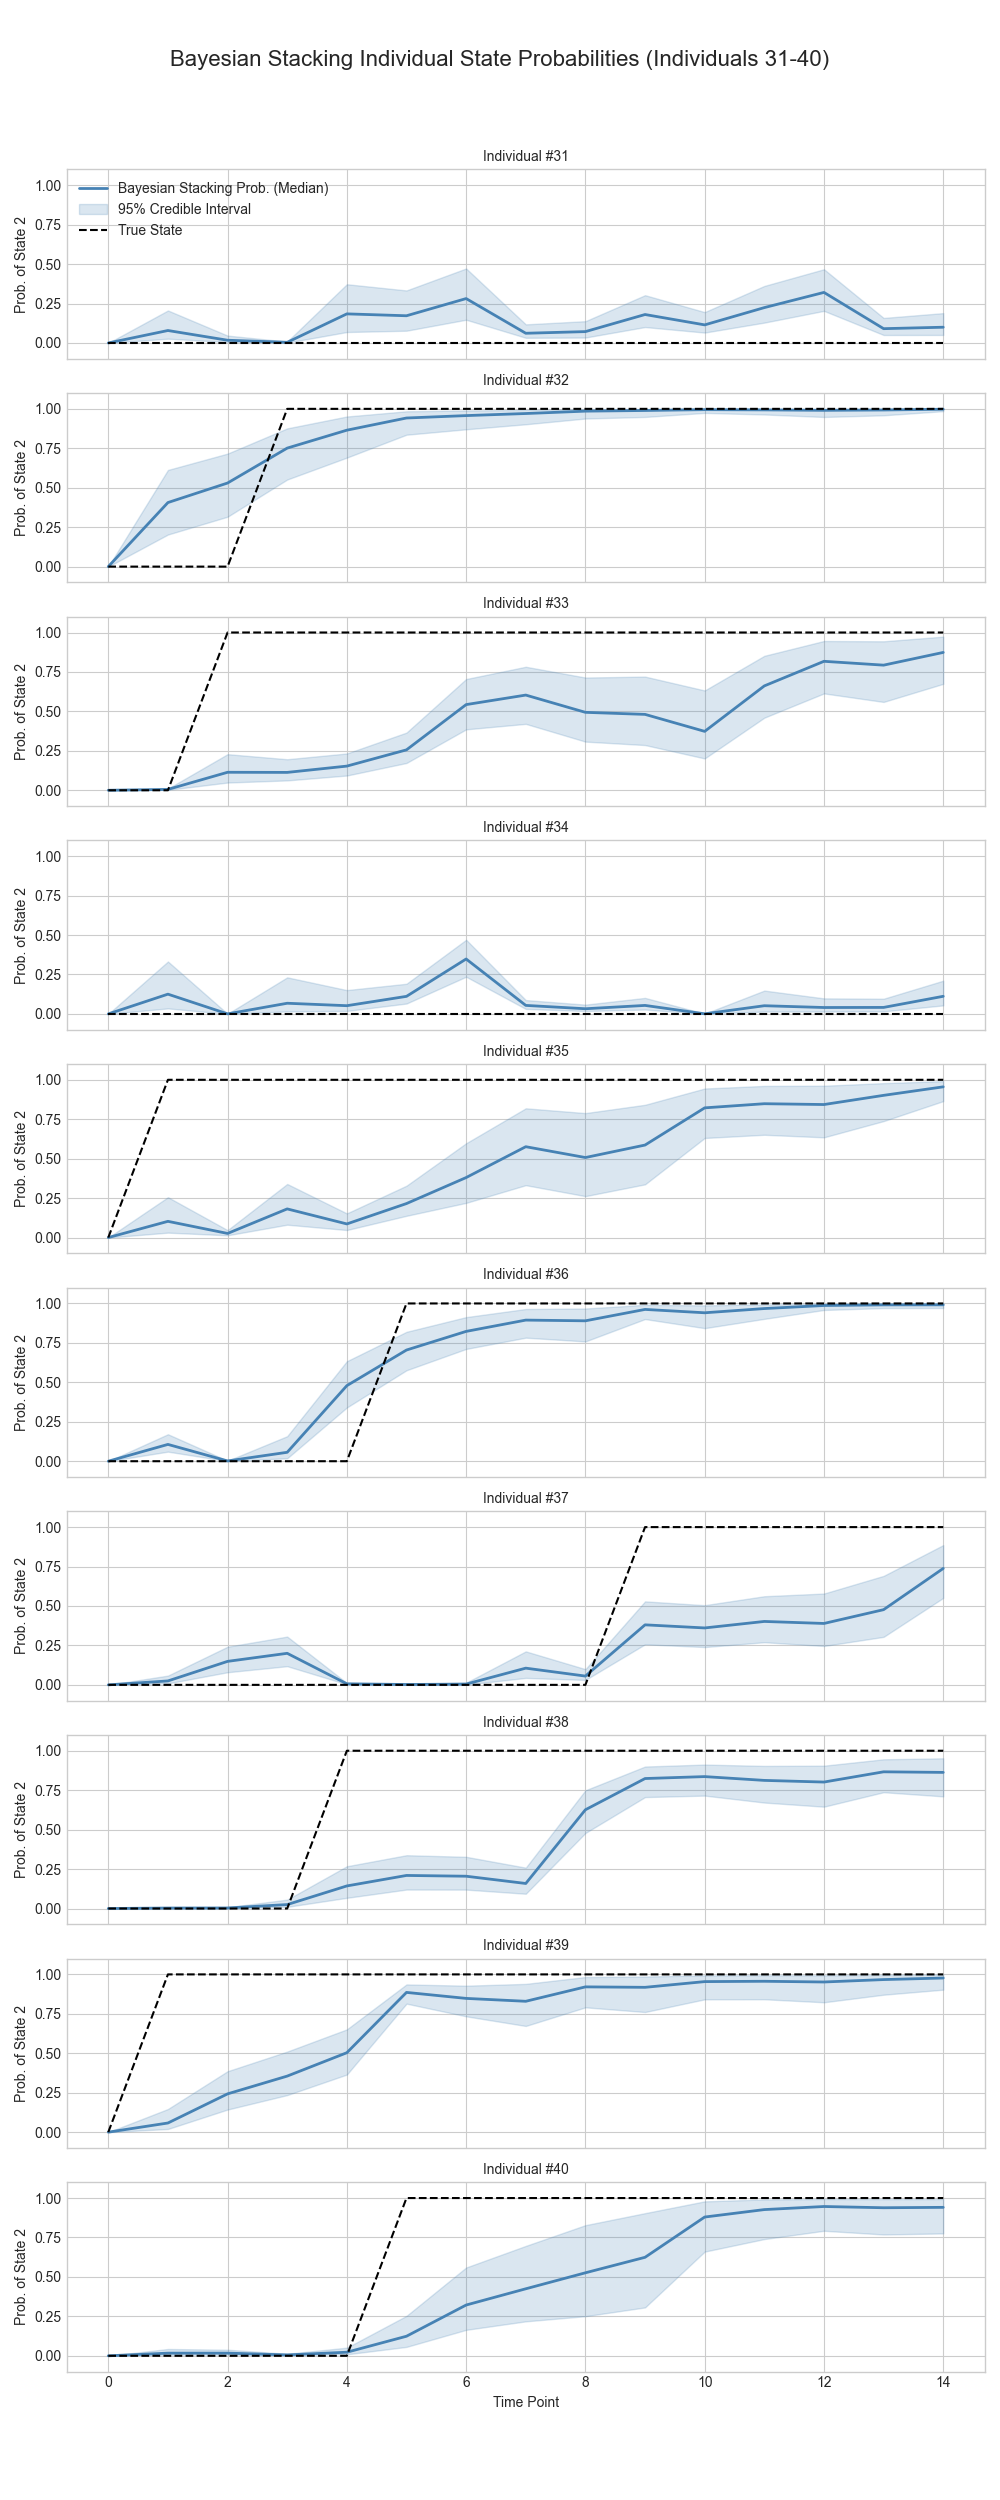 Bayesian Stacking Individual State Probabilities (Individuals 31-40)
Individual #31
Bayesian Stacking Prob. (Median)
95% Credible Interval
True State
Prob. of State 2
1.00
0.75
0.50
0.25
0.00
Individual #32
Prob. of State 2
1.00
0.75
0.50
0.25
0.00
Individual #33
Prob. of State 2
1.00
0.75
0.50
0.25
0.00
Individual #34
Prob. of State 2
1.00
0.75
0.50
0.25
0.00
Individual #35
Prob. of State 2
1.00
0.75
0.50
0.25
0.00
Individual #36
Prob. of State 2
1.00
0.75
0.50
0.25
0.00
Individual #37
Prob. of State 2
1.00
0.75
0.50
0.25
0.00
Individual #38
Prob. of State 2
1.00
0.75
0.50
0.25
0.00
Individual #39
Prob. of State 2
1.00
0.75
0.50
0.25
0.00
Individual #40
Prob. of State 2
1.00
0.75
0.50
0.25
0.00
0 2 4 6 8 10 12 14
Time Point